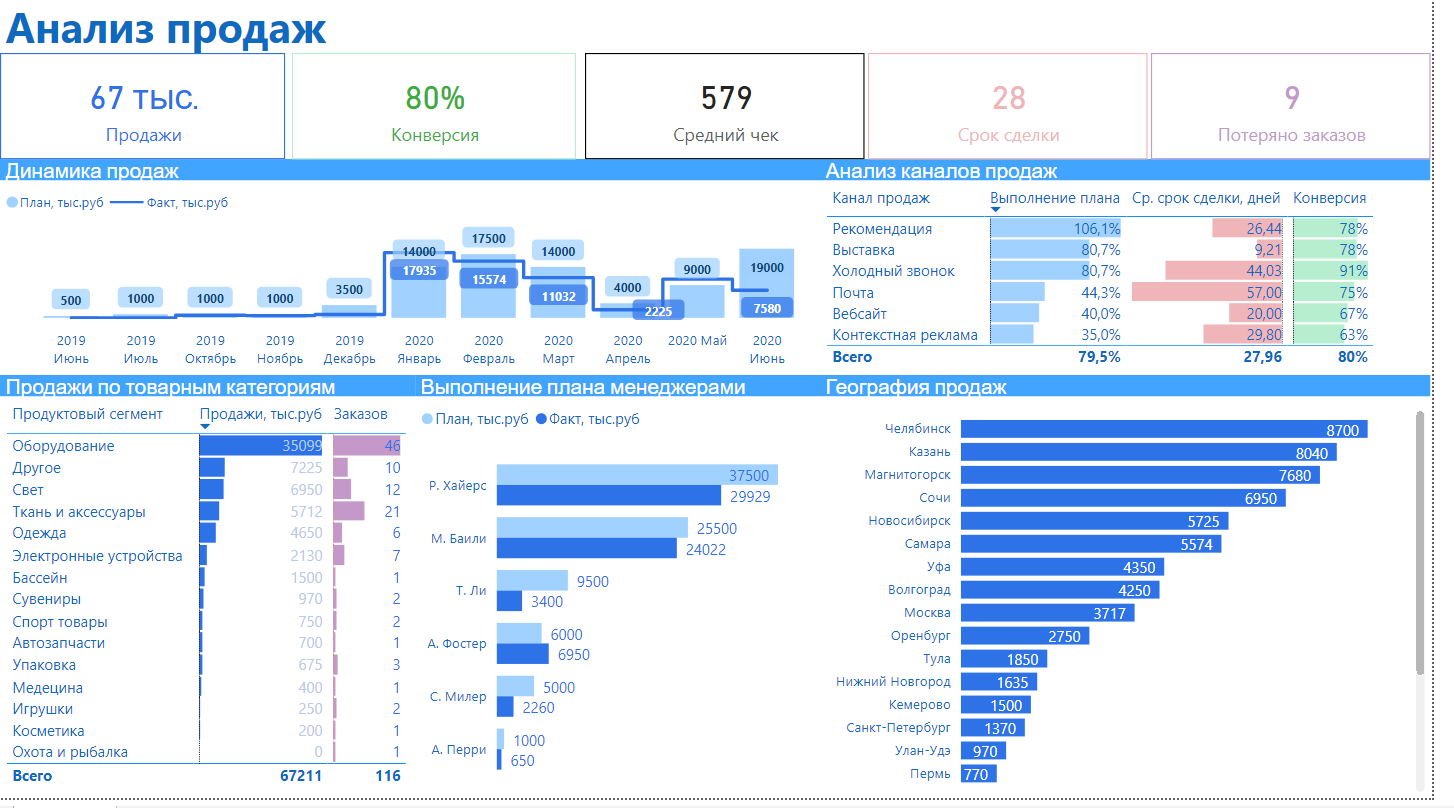 Анализ продаж
67 тыс.
Продажи
80%
Конверсия
579
Средний чек
28
Срок сделки
9
Потеряно заказов
Динамика продаж
План, тыс.руб Факт, тыс.руб
500 1000 1000 1000 3500 14000 17500 14000 4000 9000 19000
17935 15574 11032 2225 7580
2019 2019 2019 2019 2019 2020 2020 2020 2020 2020 Май 2020
Июнь Июль Октябрь Ноябрь Декабрь Январь Февраль Март Апрель Июнь
Анализ каналов продаж
Канал продаж Выполнение плана Ср. срок сделки, дней Конверсия
Рекомендация 106,1% 26,44 78%
Выставка 80,7% 9,21 78%
Холодный звонок 80,7% 44,03 91%
Почта 44,3% 57,00 75%
Вебсайт 40,0% 20,00 67%
Контекстная реклама 35,0% 29,80 63%
Всего 79,5% 27,96 80%
Продажи по товарным категориям
Продуктовый сегмент Продажи, тыс.руб Заказов
Оборудование 35099 46
Другое 7225 10
Свет 6950 12
Ткань и аксессуары 5712 21
Одежда 4650 6
Электронные устройства 2130 7
Бассейн 1500 1
Сувениры 970 2
Спорт товары 750 2
Автозапчасти 700 1
Упаковка 675 3
Медецина 400 1
Игрушки 250 2
Косметика 200 1
Охота и рыбалка 0 1
Всего 67211 116
Выполнение плана менеджерами
План, тыс.руб Факт, тыс.руб
Р. Хайерс 37500 29929
М. Баили 25500 24022
Т. Ли 9500 3400
А. Фостер 6000 6950
С. Милер 5000 2260
А. Перри 1000 650
География продаж
Челябинск 8700
Казань 8040
Магнитогорск 7680
Сочи 6950
Новосибирск 5725
Самара 5574
Уфа 4350
Волгоград 4250
Москва 3717
Оренбург 2750
Тула 1850
Нижний Новгород 1635
Кемерово 1500
Санкт-Петербург 1370
Улан-Удэ 970
Пермь 770